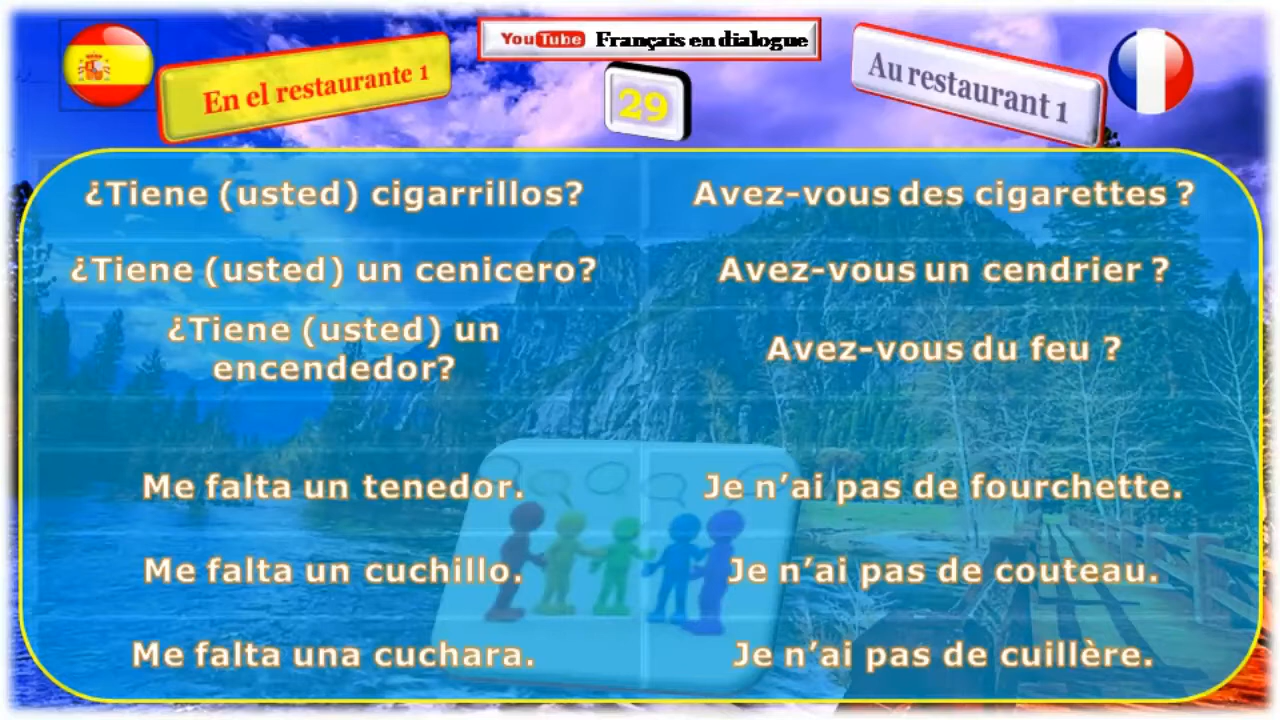 YouTube Français en dialogue
En el restaurante 1
29
Au restaurant 1
¿Tiene (usted) cigarrillos?
Avez-vous des cigarettes ?
¿Tiene (usted) un cenicero?
Avez-vous un cendrier ?
¿Tiene (usted) un
encendedor?
Avez-vous du feu ?
Me falta un tenedor.
Je n’ai pas de fourchette.
Me falta un cuchillo.
Je n’ai pas de couteau.
Me falta una cuchara.
Je n’ai pas de cuillère.